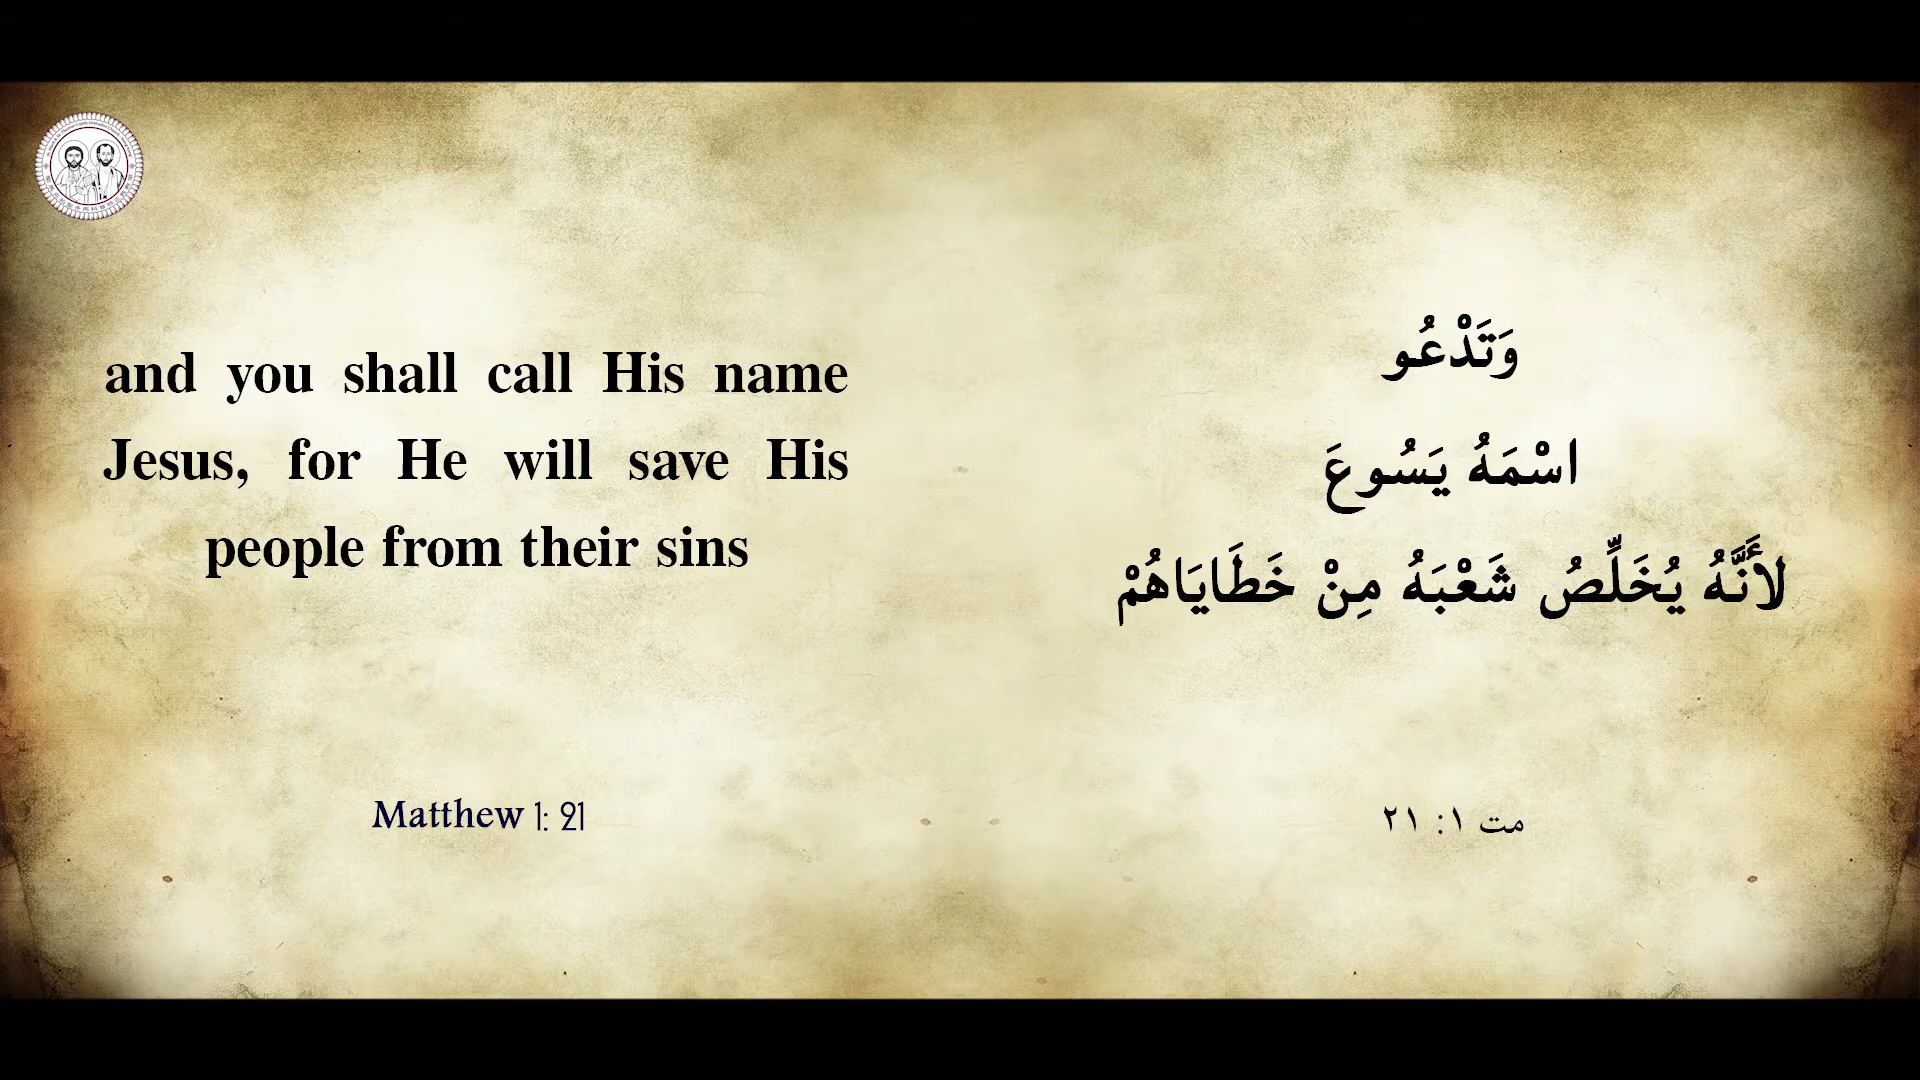 and you shall call His name
Jesus, for He will save His
people from their sins
Matthew 1: 21
وَتَدْعُو
اسْمَهُ يَسُوعَ
لأَنَّهُ يُخَلِّصُ شَعْبَهُ مِنْ خَطَايَاهُمْ
مت ١: ٢١